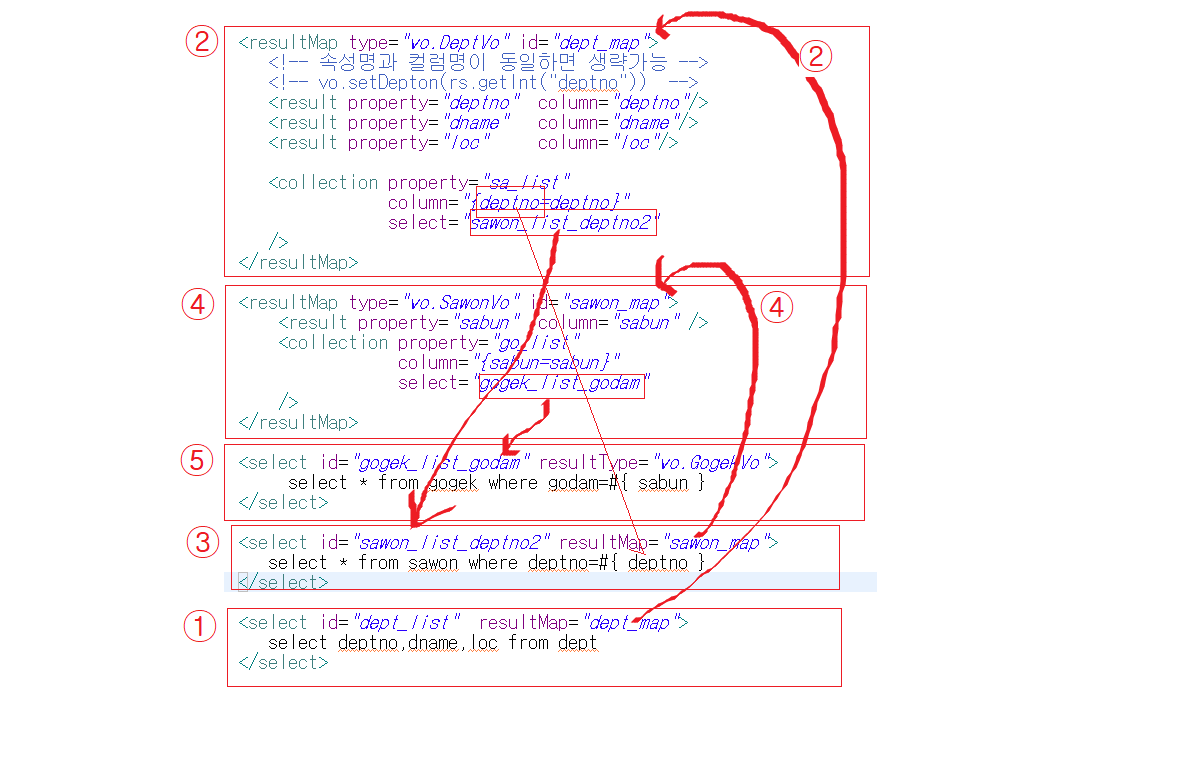 ②
<resultMap type="vo.DeptVo" id="dept_map">
②
<!-- 속성명과 컬럼명이 동일하면 생략가능 -->
<!-- vo.setDepton(rs.getInt("deptno")) -->
<result property="deptno" column="deptno"/>
<result property="dname" column="dname"/>
<result property="loc" column="loc"/>
<collection property="sa_list"
column="{deptno=deptno}"
select="sawon_list_deptno2"
/>
</resultMap>
④
<resultMap type="vo.SawonVo" id="sawon_map">
④
<result property="sabun" column="sabun" />
<collection property="go_list"
column="{sabun=sabun}"
select="gogek_list_godam"
/>
</resultMap>
⑤
<select id="gogek_list_godam" resultType="vo.GogekVo">
select * from gogek where godam=#{ sabun }
</select>
③
<select id="sawon_list_deptno2" resultMap="sawon_map">
select * from sawon where deptno=#{ deptno }
</select>
①
<select id="dept_list" resultMap="dept_map">
select deptno,dname,loc from dept
</select>